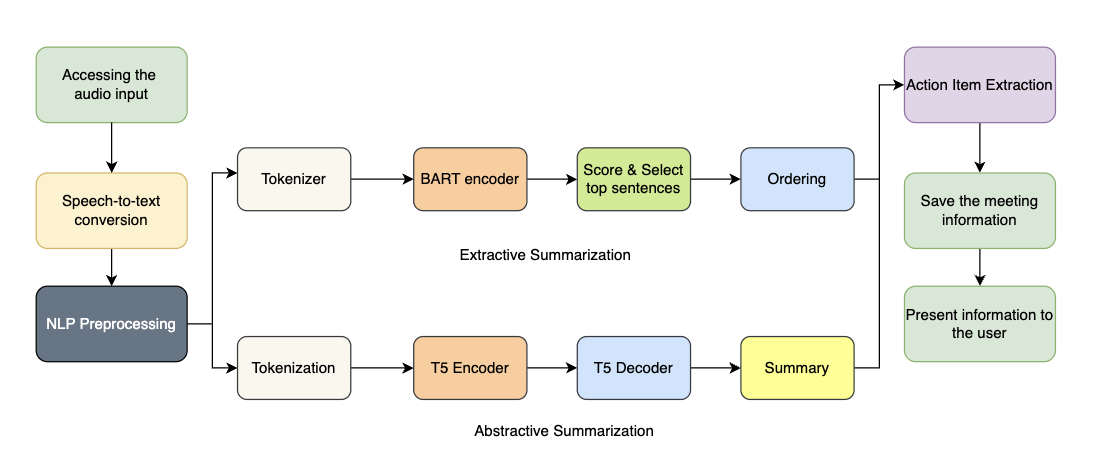 Accessing the
audio input
Speech-to-text
conversion
NLP Preprocessing
Tokenizer
BART encoder
Score & Select
top sentences
Ordering
Extractive Summarization
Tokenization
T5 Encoder
T5 Decoder
Summary
Abstractive Summarization
Action Item Extraction
Save the meeting
information
Present information to
the user